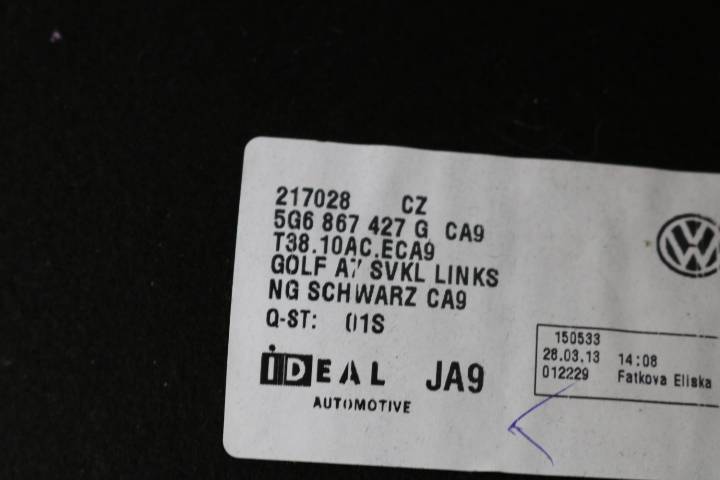 217028 CZ
5G6 867 427 G CA9
T38.10AC.ECA9
GOLF A7 SVKL LINKS
NG SCHWARZ CA9
Q-ST: 01S
IDEAL JA9
AUTOMOTIVE
150533
28.03.13 14:08
012229 Fatkova Eliska
VW